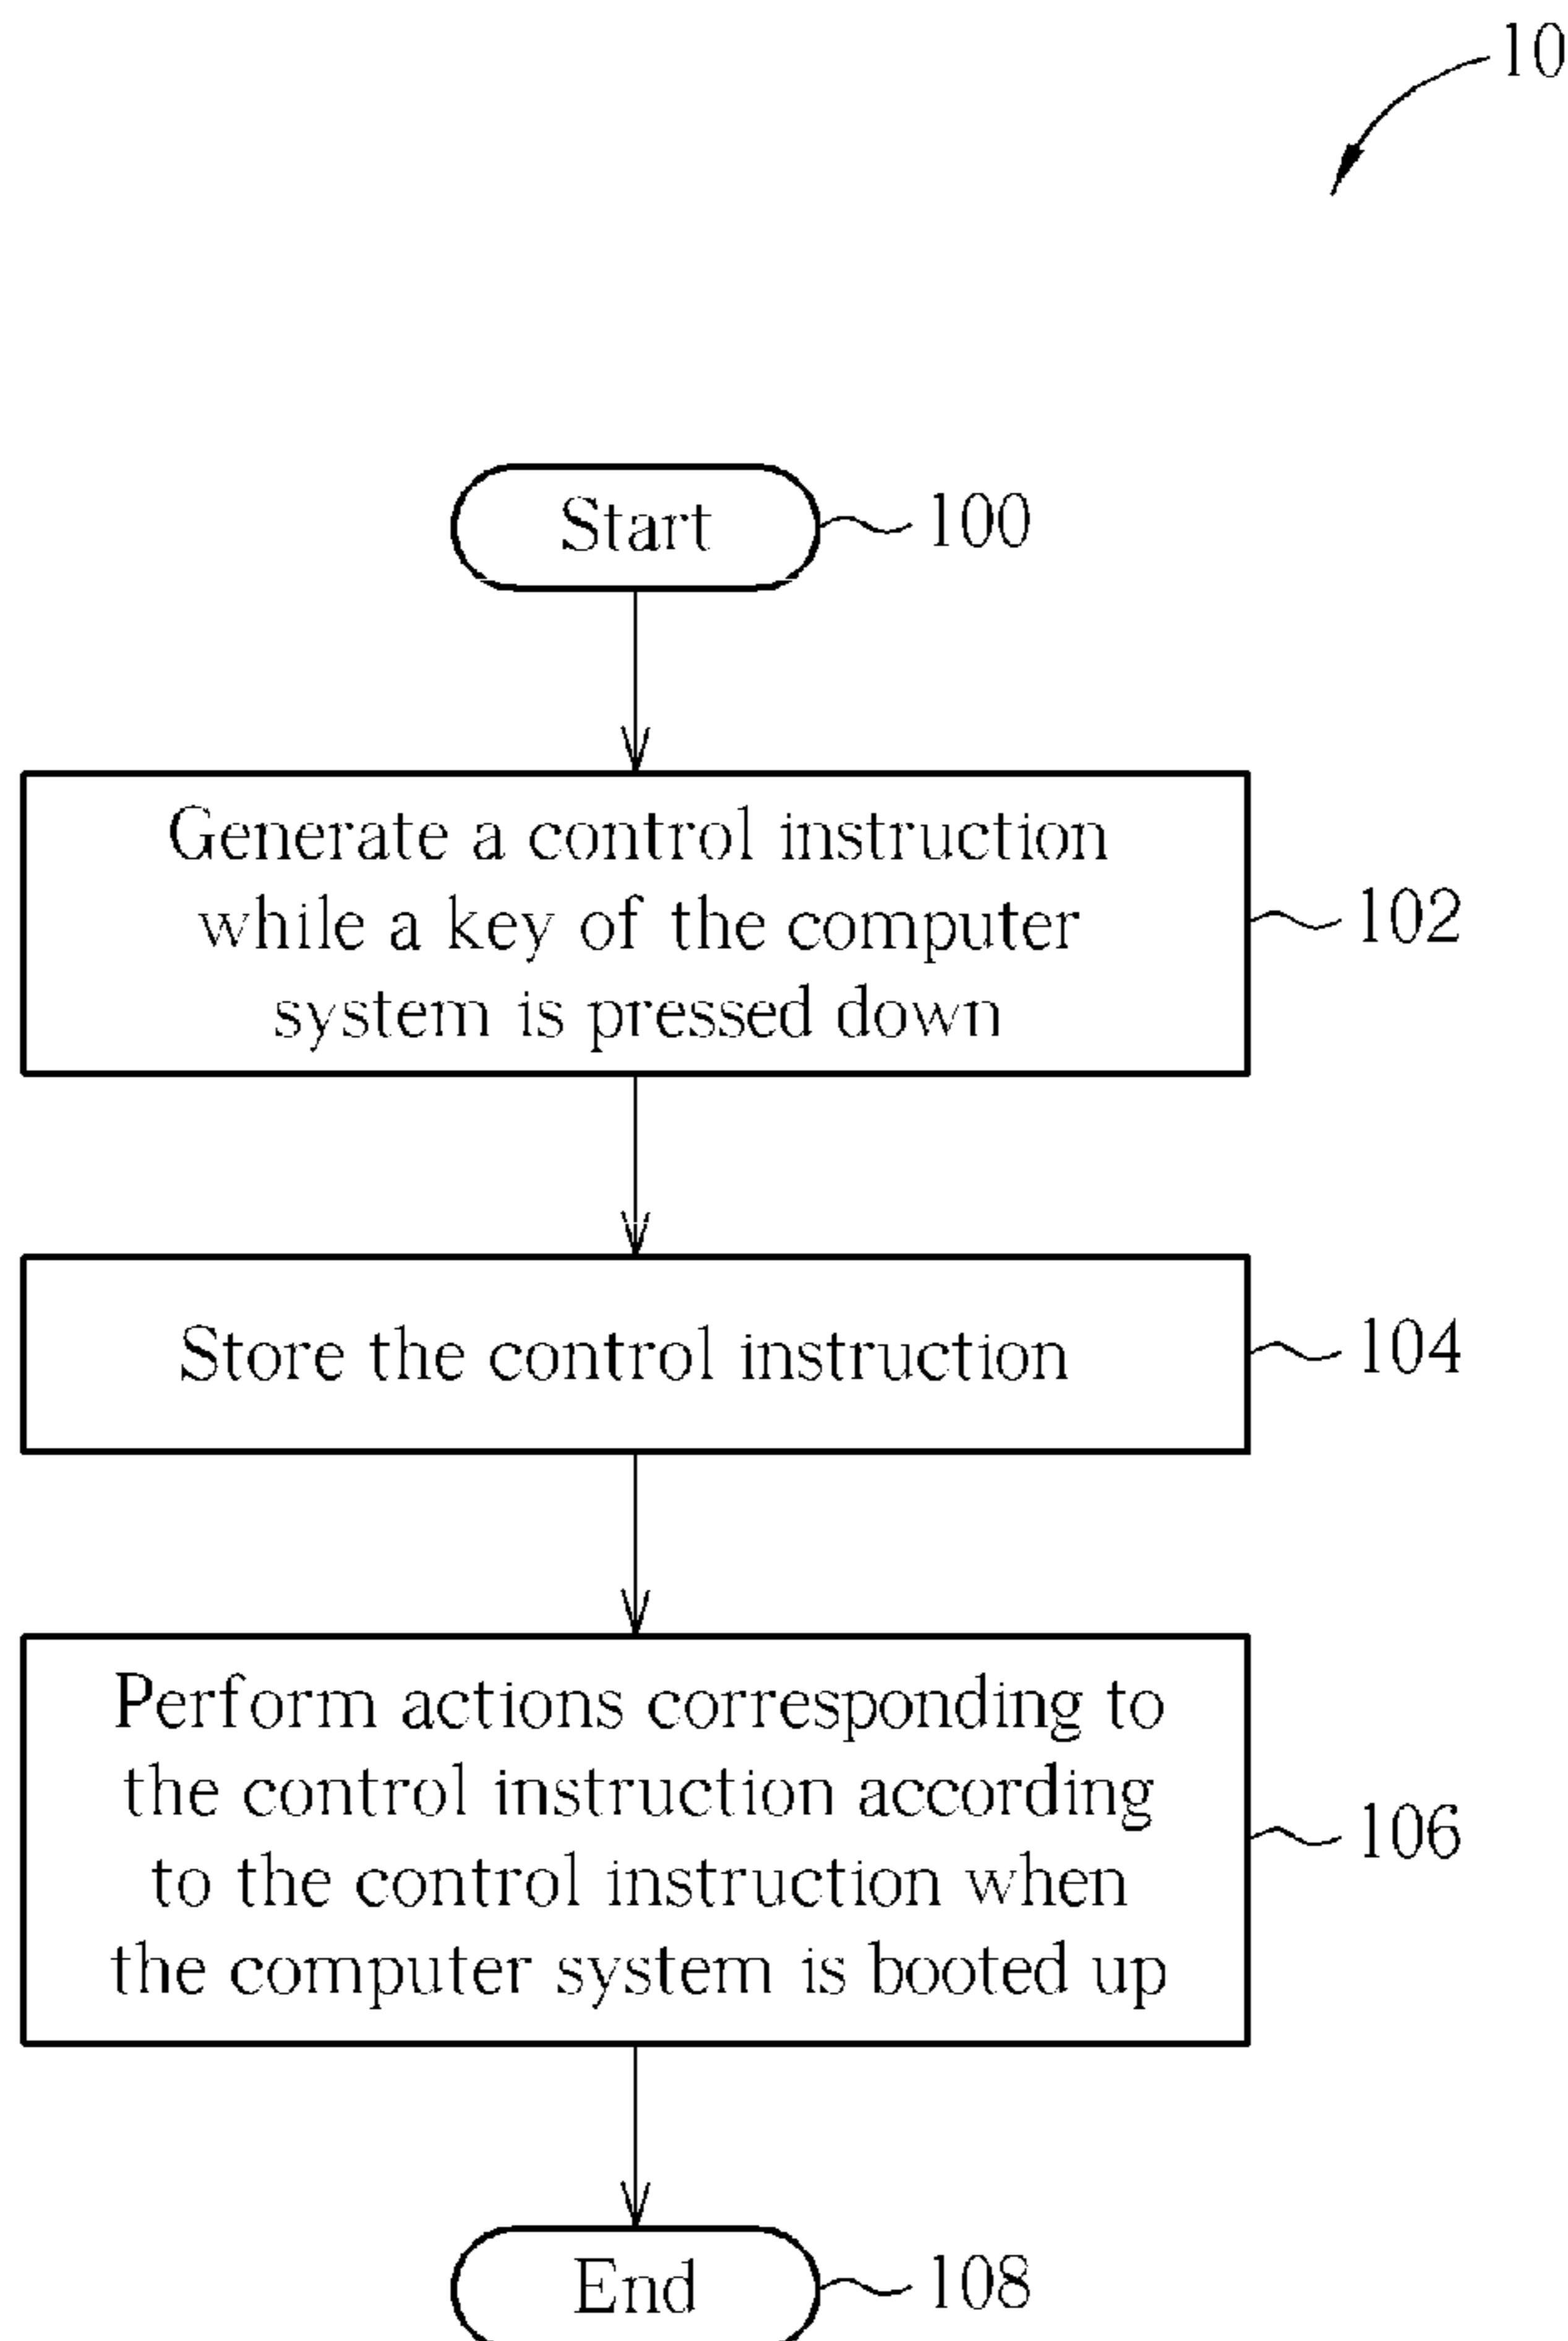 10
Start
100
Generate a control instruction
while a key of the computer
system is pressed down
102
Store the control instruction
104
Perform actions corresponding to
the control instruction according
to the control instruction when
the computer system is booted up
106
End
108